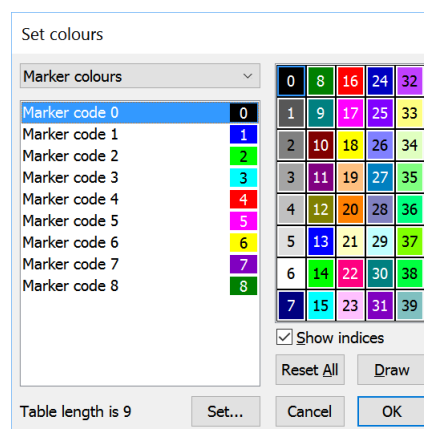 Set colours
Marker colours
Marker code 0 0
Marker code 1 1
Marker code 2 2
Marker code 3 3
Marker code 4 4
Marker code 5 5
Marker code 6 6
Marker code 7 7
Marker code 8 8
Table length is 9 Set...
0 8 16 24 32
1 9 17 25 33
2 10 18 26 34
3 11 19 27 35
4 12 20 28 36
5 13 21 29 37
6 14 22 30 38
7 15 23 31 39
Show indices
Reset All Draw
Cancel OK